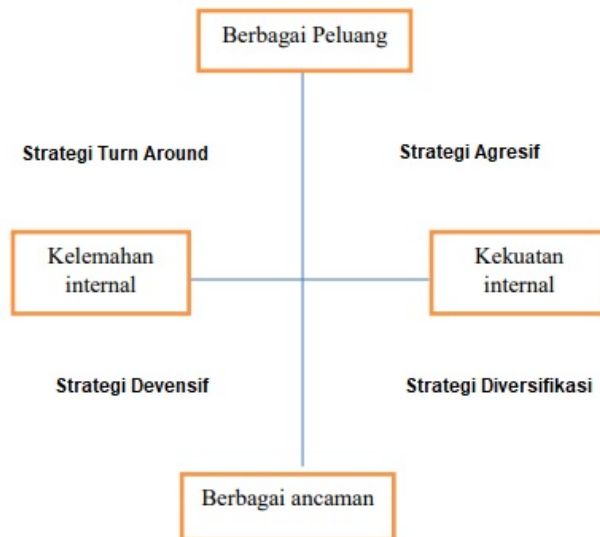 Berbagai Peluang
Strategi Turn Around
Strategi Agresif
Kelemahan
internal
Kekuatan
internal
Strategi Devensif
Strategi Diversifikasi
Berbagai ancaman